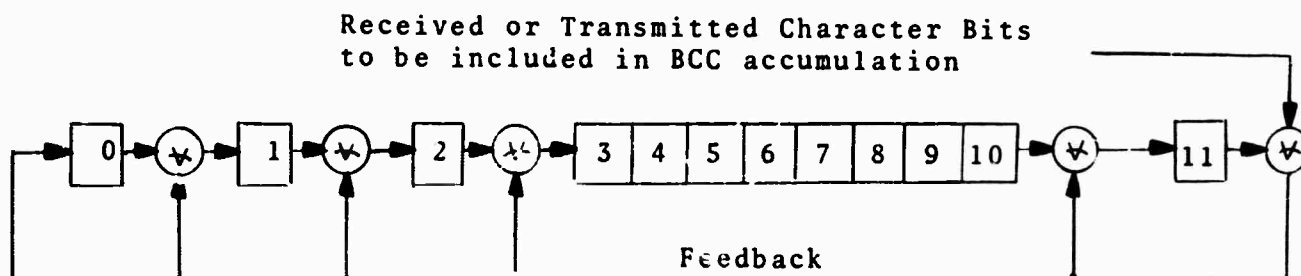 Received or Transmitted Character Bits
to be included in BCC accumulation
0 1 2 3 4 5 6 7 8 9 10 11
Feedback